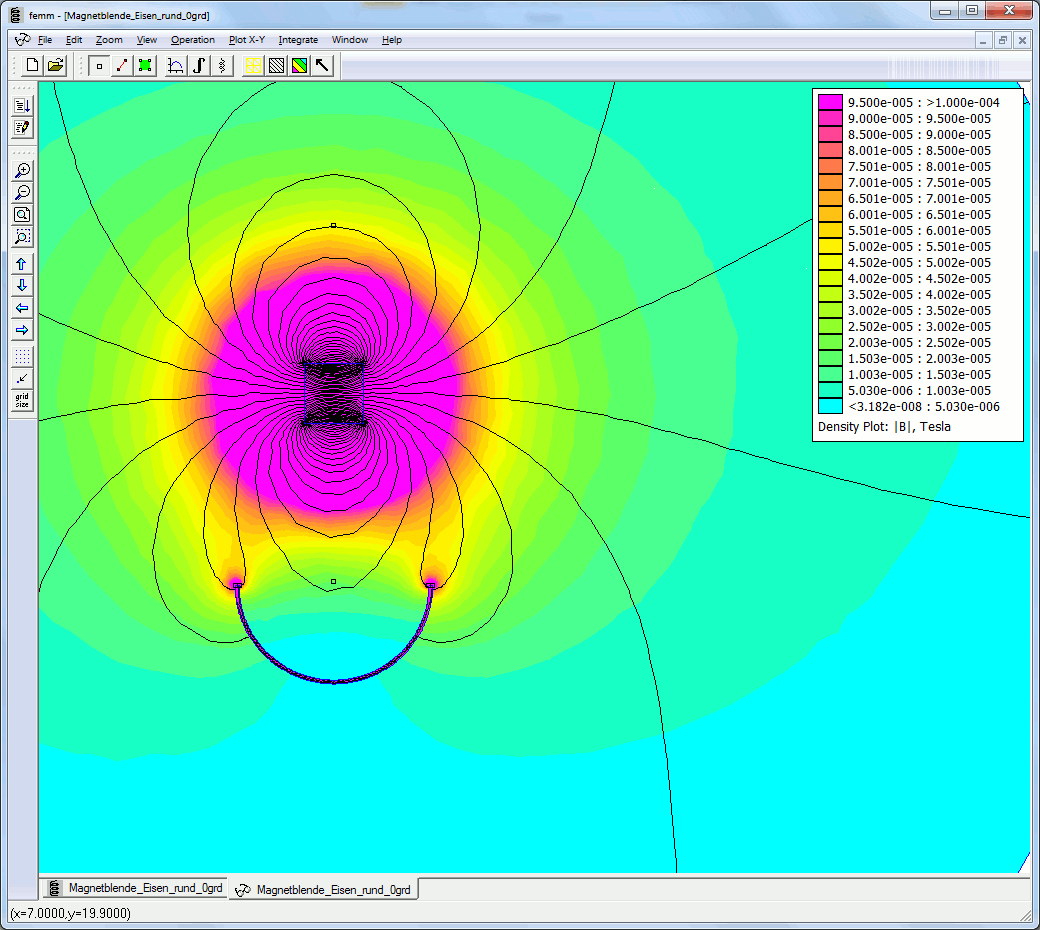 femm - [Magnetblende_Eisen_rund_0grd]
File Edit Zoom View Operation Plot X-Y Integrate Window Help
9.500e-005 : >1.000e-004
9.000e-005 : 9.500e-005
8.500e-005 : 9.000e-005
8.001e-005 : 8.500e-005
7.501e-005 : 8.001e-005
7.001e-005 : 7.501e-005
6.501e-005 : 7.001e-005
6.001e-005 : 6.501e-005
5.501e-005 : 6.001e-005
5.002e-005 : 5.501e-005
4.502e-005 : 5.002e-005
4.002e-005 : 4.502e-005
3.502e-005 : 4.002e-005
3.002e-005 : 3.502e-005
2.502e-005 : 3.002e-005
2.003e-005 : 2.502e-005
1.503e-005 : 2.003e-005
1.003e-005 : 1.503e-005
5.030e-006 : 1.003e-005
<3.182e-008 : 5.030e-006
Density Plot: |B|, Tesla
grid
size
Magnetblende_Eisen_rund_0grd Magnetblende_Eisen_rund_0grd
(x=7.0000,y=19.9000)